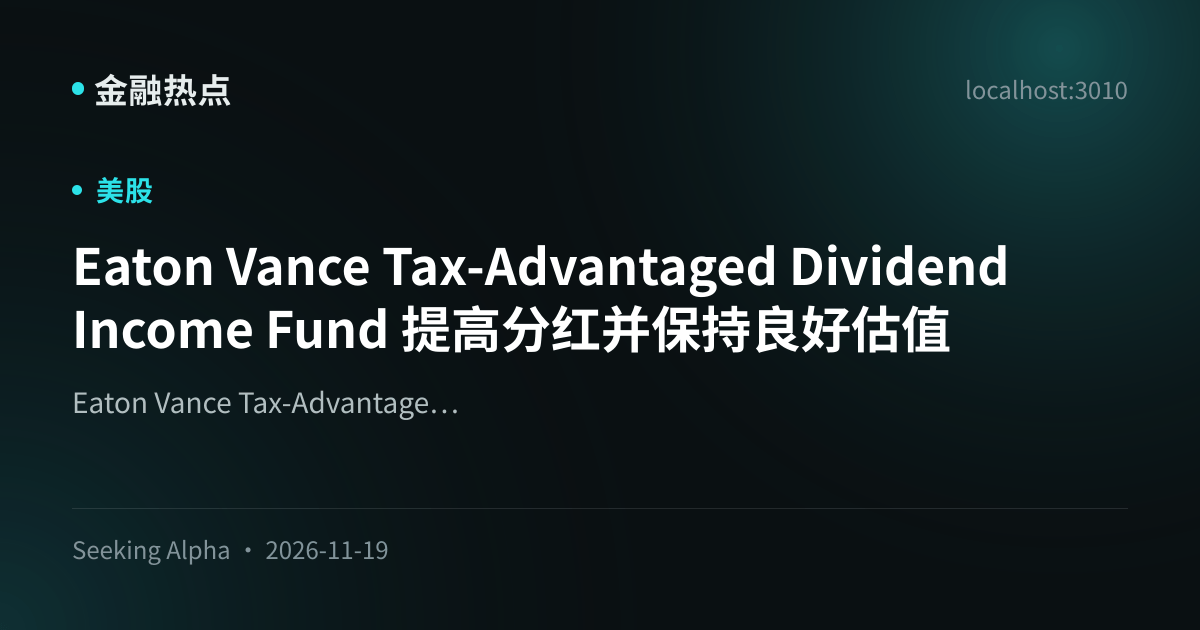 金融热点
localhost:3010
美股
Eaton Vance Tax-Advantaged Dividend
Income Fund 提高分红并保持良好估值
Eaton Vance Tax-Advantage…
Seeking Alpha · 2026-11-19